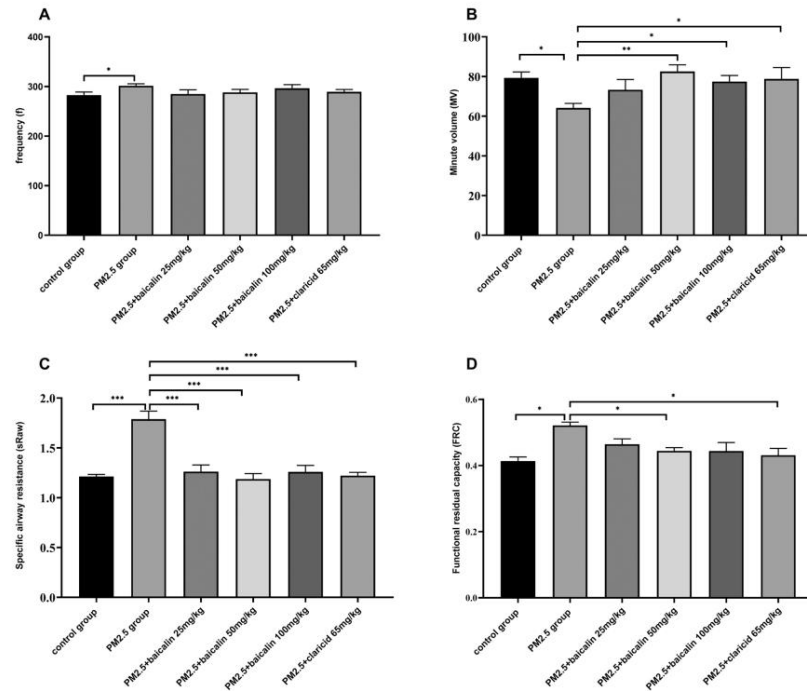 A
frequency (f)
400
300
200
100
0
*
control group
PM2.5 group
PM2.5+baicalin 25mg/kg
PM2.5+baicalin 50mg/kg
PM2.5+baicalin 100mg/kg
PM2.5+claricid 65mg/kg
B
Minute volume (MV)
100
80
60
40
20
0
*
*
*
**
control group
PM2.5 group
PM2.5+baicalin 25mg/kg
PM2.5+baicalin 50mg/kg
PM2.5+baicalin 100mg/kg
PM2.5+claricid 65mg/kg
C
Specific airway resistance (sRaw)
2.0
1.5
1.0
0.5
0.0
***
***
***
***
***
control group
PM2.5 group
PM2.5+baicalin 25mg/kg
PM2.5+baicalin 50mg/kg
PM2.5+baicalin 100mg/kg
PM2.5+claricid 65mg/kg
D
Functional residual capacity (FRC)
0.6
0.4
0.2
0.0
*
*
*
control group
PM2.5 group
PM2.5+baicalin 25mg/kg
PM2.5+baicalin 50mg/kg
PM2.5+baicalin 100mg/kg
PM2.5+claricid 65mg/kg